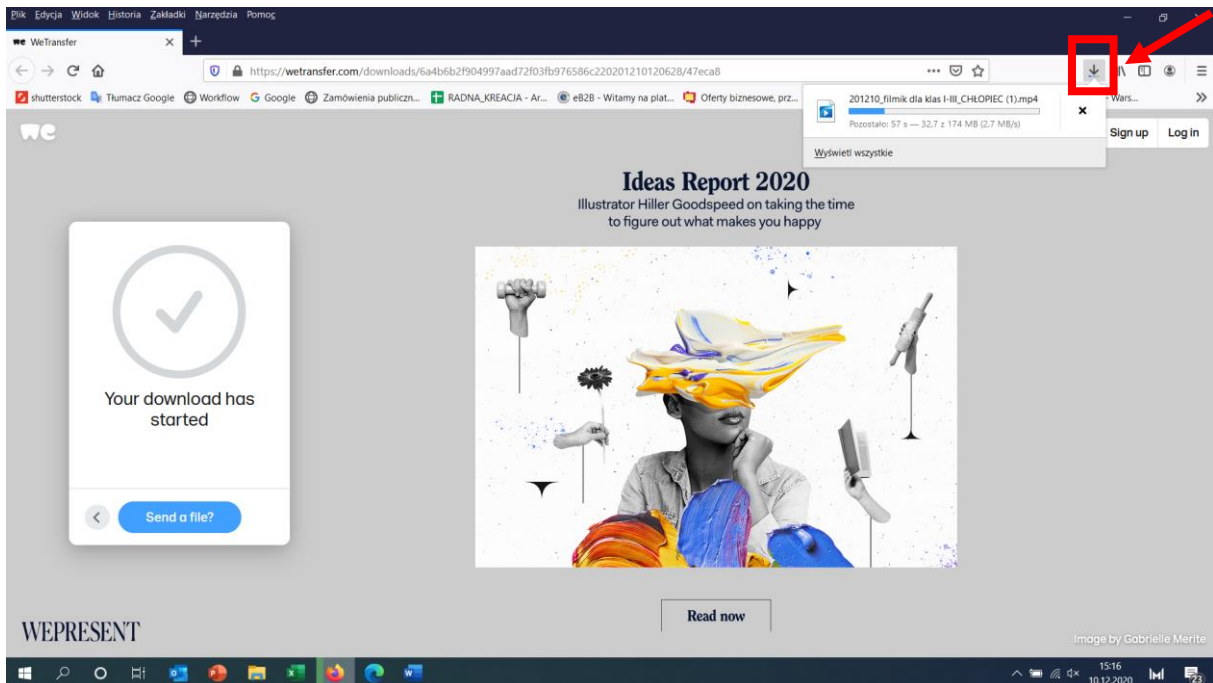 Plik Edycja Widok Historia Zakładki Narzędzia Pomoc
we WeTransfer
https://wetransfer.com/downloads/6a4b6b2f904997aad72f03fb976586c220201210120628/47eca8
shutterstock Tłumacz Google Workflow Google Zamówienia publiczn... RADNA_KREACJA - Ar... eB2B - Witamy na plat... Oferty biznesowe, prz... - Wars...
201210_filmik dla klas I-III_CHŁOPIEC (1).mp4
Pozostało: 57 s — 32,7 z 174 MB (2,7 MB/s)
Wyświetl wszystkie
we
Sign up Log in
Ideas Report 2020
Illustrator Hiller Goodspeed on taking the time
to figure out what makes you happy
Your download has
started
Send a file?
Read now
WEPRESENT
Image by Gabrielle Merite
15:16
10.12.2020
23